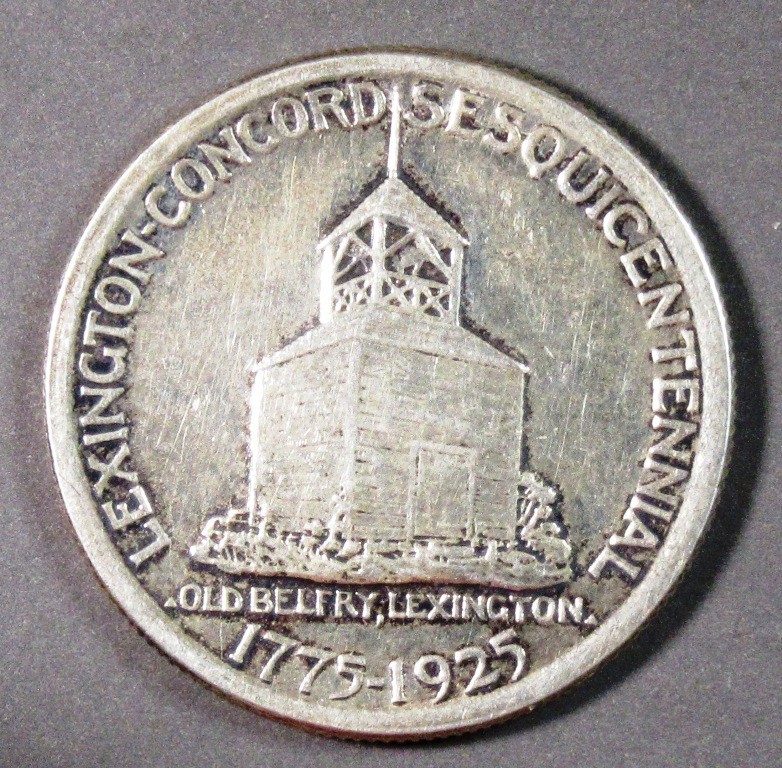 LEXINGTON-CONCORD SESQUICENTENNIAL
OLD BELFRY, LEXINGTON
1775-1925